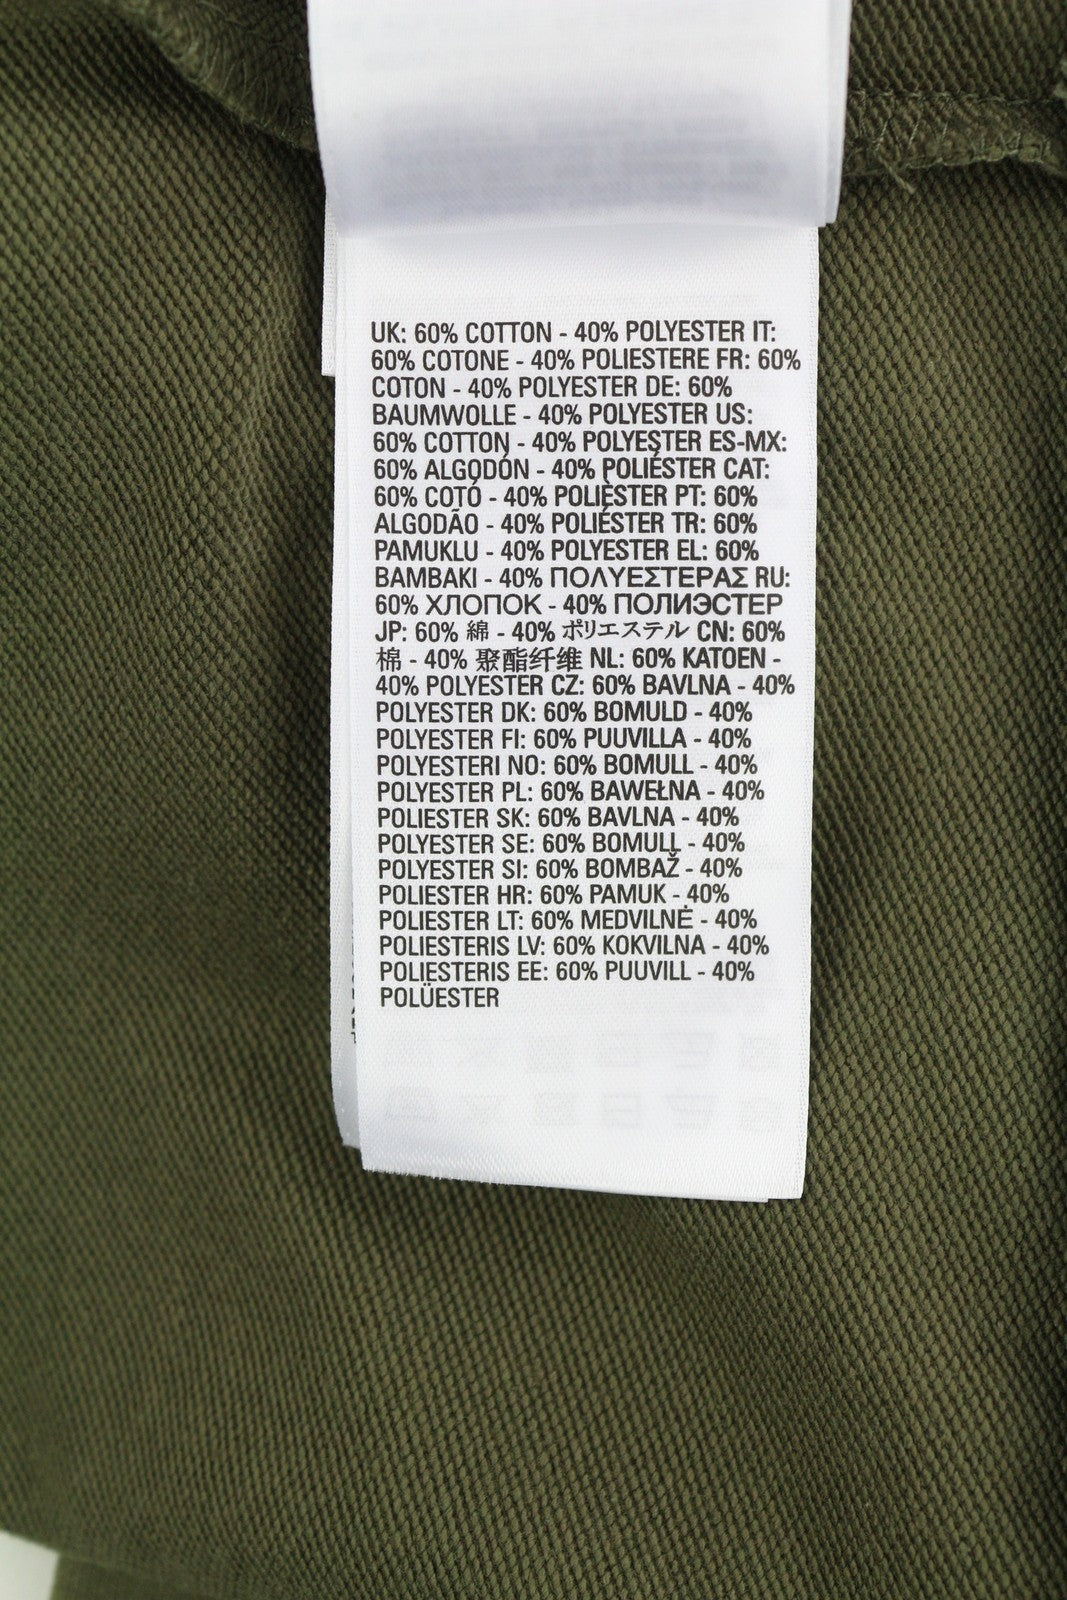 UK: 60% COTTON - 40% POLYESTER IT:
60% COTONE - 40% POLIESTERE FR: 60%
COTON - 40% POLYESTER DE: 60%
BAUMWOLLE - 40% POLYESTER US:
60% COTTON - 40% POLYESTER ES-MX:
60% ALGODÓN - 40% POLIÉSTER CAT:
60% COTÓ - 40% POLIÈSTER PT: 60%
ALGODÃO - 40% POLIÉSTER TR: 60%
PAMUKLU - 40% POLYESTER EL: 60%
BAMBAKI - 40% ΠΟΛΥΕΣΤΕΡΑΣ RU:
60% ХЛОПОК - 40% ПОЛИЭСТЕР
JP: 60% 綿 - 40% ポリエステル CN: 60%
棉 - 40% 聚酯纤维 NL: 60% KATOEN -
40% POLYESTER CZ: 60% BAVLNA - 40%
POLYESTER DK: 60% BOMULD - 40%
POLYESTER FI: 60% PUUVILLA - 40%
POLYESTERI NO: 60% BOMULL - 40%
POLYESTER PL: 60% BAWEŁNA - 40%
POLIESTER SK: 60% BAVLNA - 40%
POLYESTER SE: 60% BOMULL - 40%
POLYESTER SI: 60% BOMBAŽ - 40%
POLIESTER HR: 60% PAMUK - 40%
POLIESTER LT: 60% MEDVILNĖ - 40%
POLIESTERIS LV: 60% KOKVILNA - 40%
POLIESTERIS EE: 60% PUUVILL - 40%
POLÜESTER